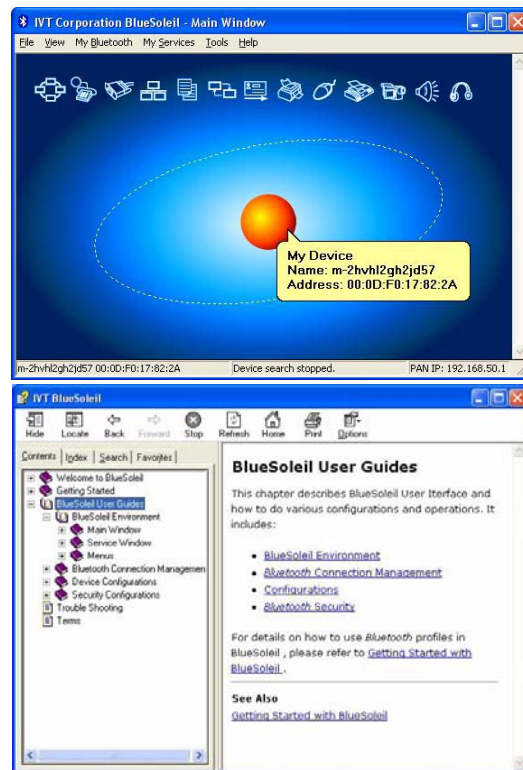 IVT Corporation BlueSoleil - Main Window
File View My Bluetooth My Services Tools Help
My Device
Name: m-2hvhl2gh2jd57
Address: 00:0D:F0:17:82:2A
m-2hvhl2gh2jd57 00:0D:F0:17:82:2A Device search stopped. PAN IP: 192.168.50.1
IVT BlueSoleil
Hide Locate Back Forward Stop Refresh Home Print Options
Contents Index Search Favorites
Welcome to BlueSoleil
Getting Started
BlueSoleil User Guides
BlueSoleil Environment
Main Window
Service Window
Menus
Bluetooth Connection Managemen
Device Configurations
Security Configurations
Trouble Shooting
Terms
BlueSoleil User Guides
This chapter describes BlueSoleil User Iterface and
how to do various configurations and operations. It
includes:
BlueSoleil Environment
Bluetooth Connection Management
Configurations
Bluetooth Security
For details on how to use Bluetooth profiles in
BlueSoleil , please refer to Getting Started with
BlueSoleil .
See Also
Getting Started with BlueSoleil